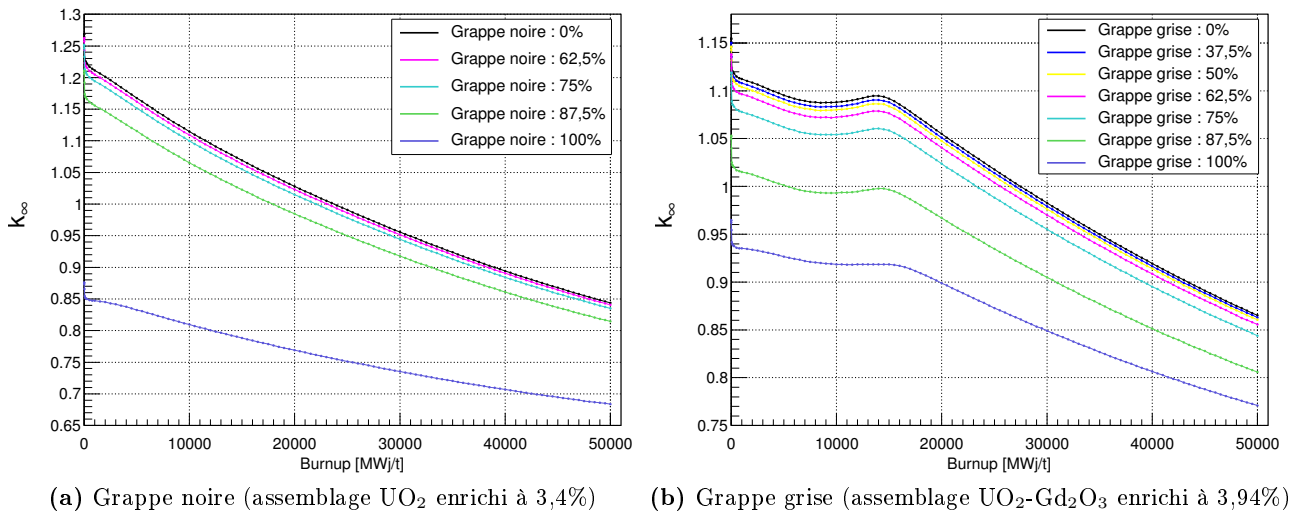 1.3
1.25
1.2
1.15
1.1
1.05
1
0.95
0.9
0.85
0.8
0.75
0.7
0.65
k∞
0 10000 20000 30000 40000 50000
Burnup [MWj/t]
Grappe noire : 0%
Grappe noire : 62,5%
Grappe noire : 75%
Grappe noire : 87,5%
Grappe noire : 100%
(a) Grappe noire (assemblage UO₂ enrichi à 3,4%)
1.15
1.1
1.05
1
0.95
0.9
0.85
0.8
0.75
k∞
0 10000 20000 30000 40000 50000
Burnup [MWj/t]
Grappe grise : 0%
Grappe grise : 37,5%
Grappe grise : 50%
Grappe grise : 62,5%
Grappe grise : 75%
Grappe grise : 87,5%
Grappe grise : 100%
(b) Grappe grise (assemblage UO₂-Gd₂O₃ enrichi à 3,94%)